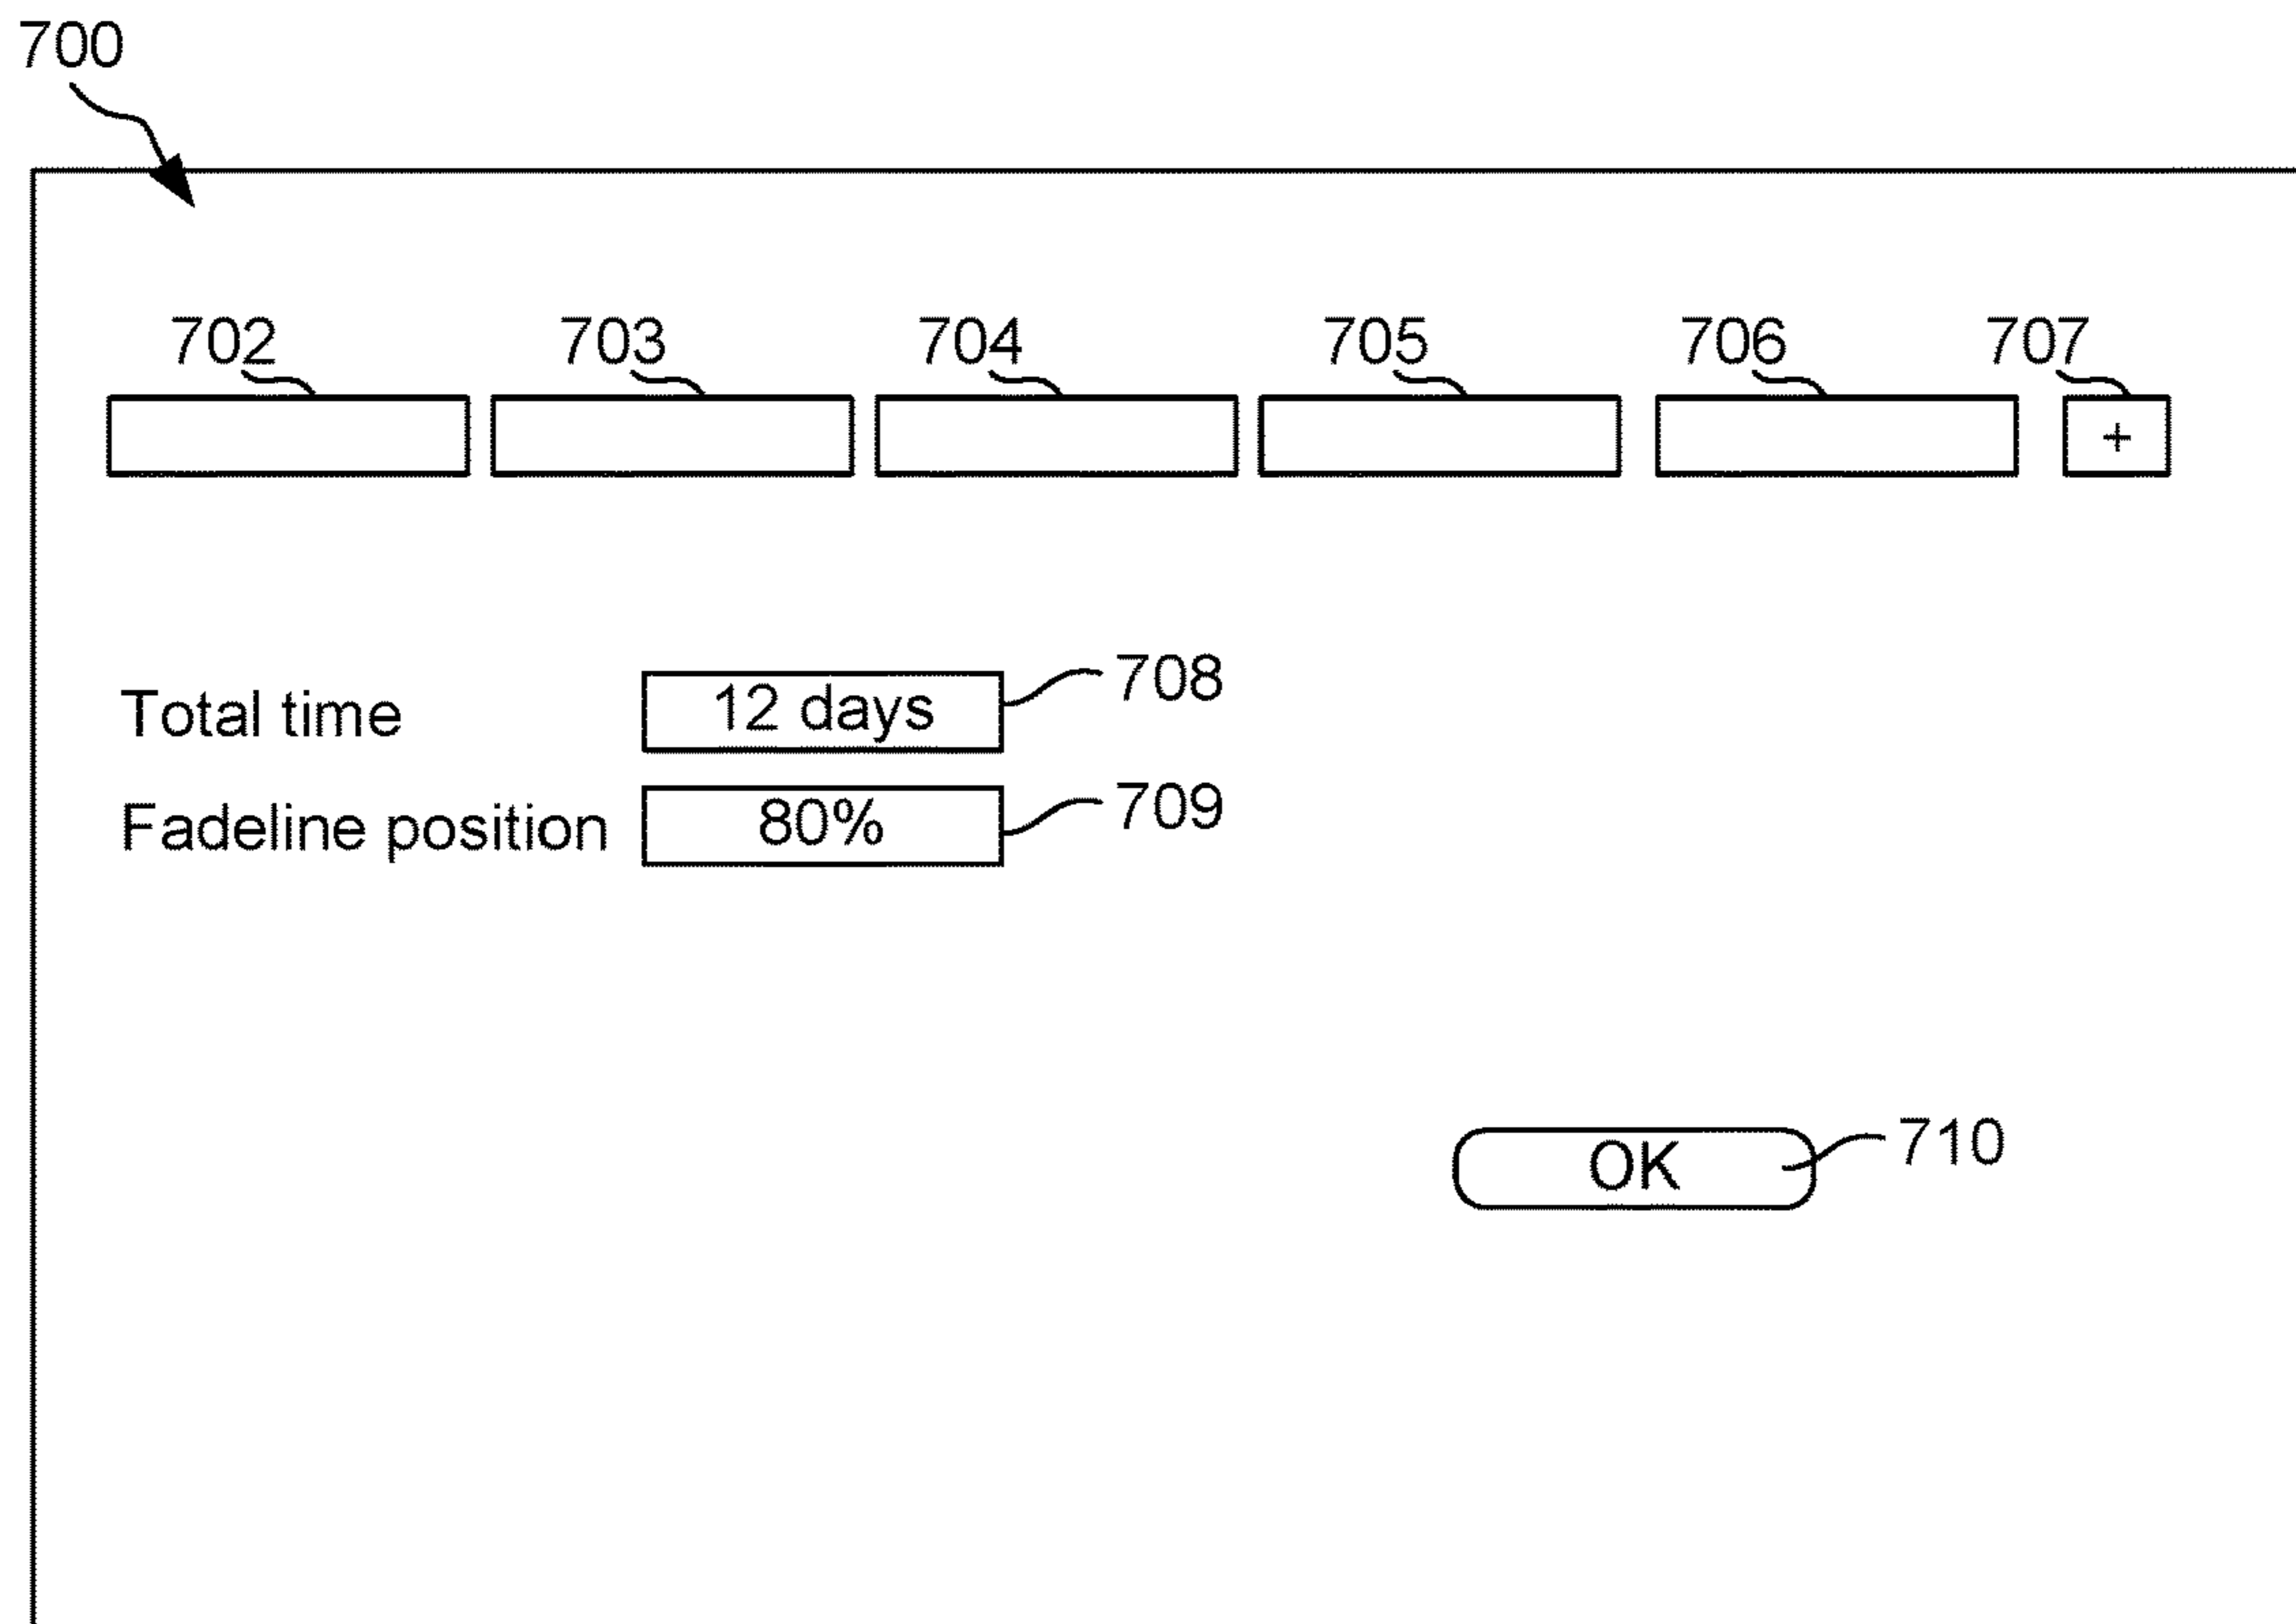 700
702 703 704 705 706 707
+
Total time 12 days 708
Fadeline position 80% 709
OK 710